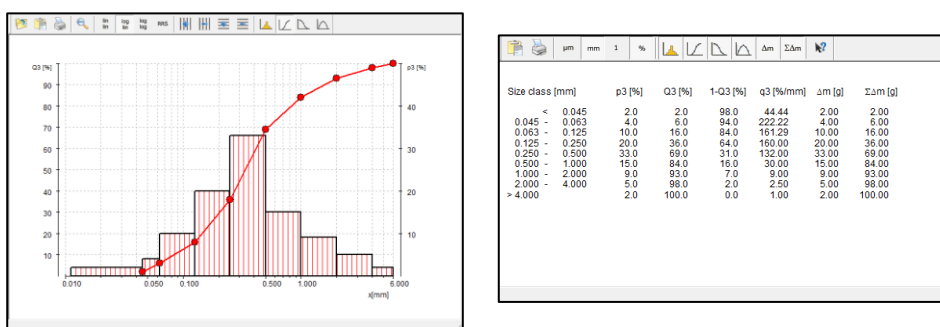 lin
lin
log
lin
log
log
RRS
Q3 [%]
p3 [%]
90
80
70
60
50
40
30
20
10
40
30
20
10
0.010
0.050
0.100
0.500
1.000
6.000
x[mm]
µm mm 1 % Δm ΣΔm
Size class [mm] p3 [%] Q3 [%] 1-Q3 [%] q3 [%/mm] Δm [g] ΣΔm [g]
< 0.045 2.0 2.0 98.0 44.44 2.00 2.00
0.045 - 0.063 4.0 6.0 94.0 222.22 4.00 6.00
0.063 - 0.125 10.0 16.0 84.0 161.29 10.00 16.00
0.125 - 0.250 20.0 36.0 64.0 160.00 20.00 36.00
0.250 - 0.500 33.0 69.0 31.0 132.00 33.00 69.00
0.500 - 1.000 15.0 84.0 16.0 30.00 15.00 84.00
1.000 - 2.000 9.0 93.0 7.0 9.00 9.00 93.00
2.000 - 4.000 5.0 98.0 2.0 2.50 5.00 98.00
> 4.000 2.0 100.0 0.0 1.00 2.00 100.00